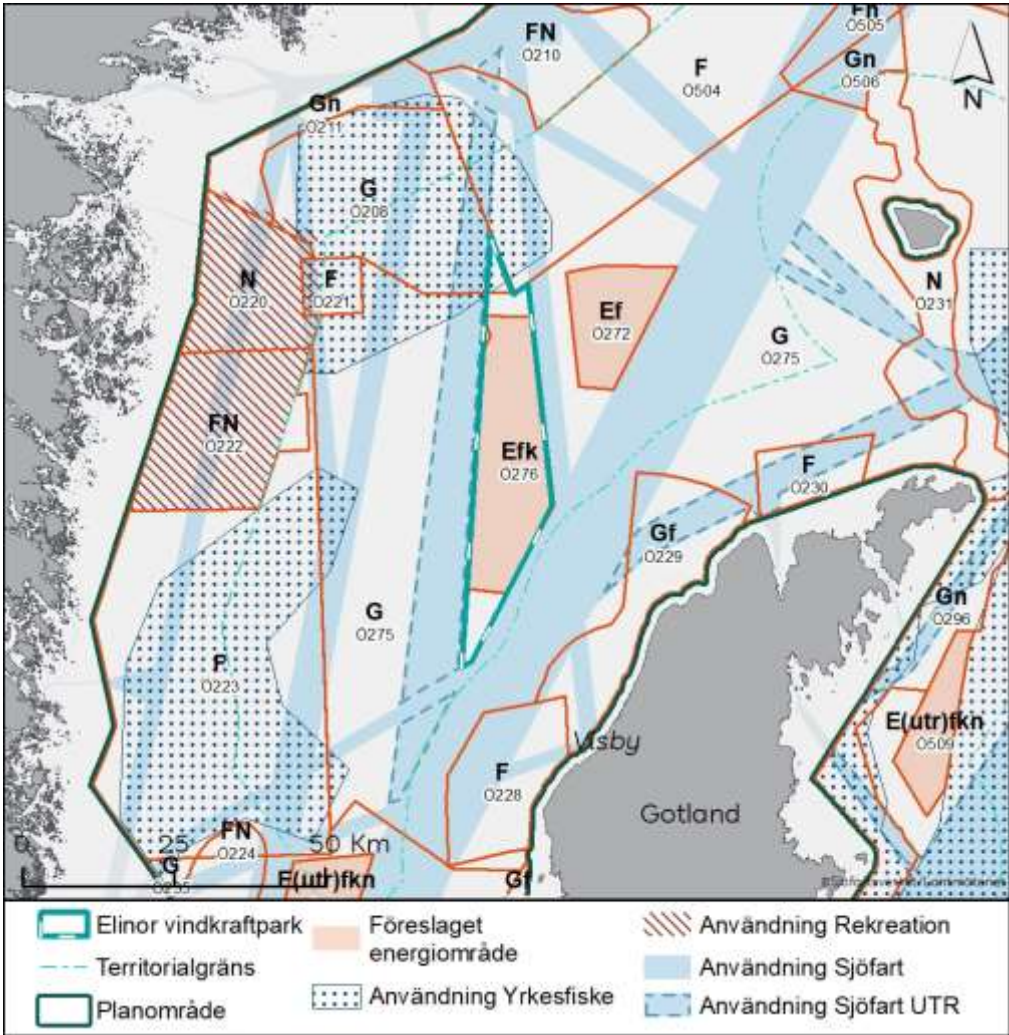 Fn
O505
FN
O210
Gn
O506
F
O504
N
Gn
O211
G
O208
N
O220
F
O221
Ef
O272
N
O231
G
O275
FN
O222
Efk
O276
F
O230
Gf
O229
G
O275
Gn
O296
F
O223
E(utr)fkn
O509
Visby
F
O228
Gotland
FN
O224
0 25 50 Km
G
E(utr)fkn
Gf
Elinor vindkraftpark
Territorialgräns
Planområde
Föreslaget
energiområde
Användning Yrkesfiske
Användning Rekreation
Användning Sjöfart
Användning Sjöfart UTR